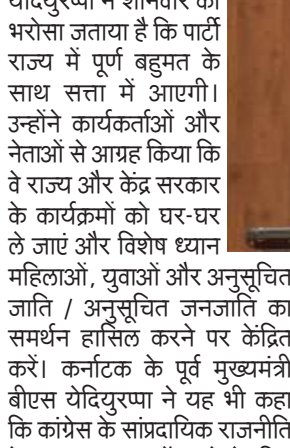 येदियुरप्पा ने शनिवार को
भरोसा जताया है कि पार्टी
राज्य में पूर्ण बहुमत के
साथ सत्ता में आएगी।
उन्होंने कार्यकर्ताओं और
नेताओं से आग्रह किया कि
वे राज्य और केंद्र सरकार
के कार्यक्रमों को घर-घर
ले जाएं और विशेष ध्यान
महिलाओं, युवाओं और अनुसूचित
जाति / अनुसूचित जनजाति का
समर्थन हासिल करने पर केंद्रित
करें। कर्नाटक के पूर्व मुख्यमंत्री
बीएस येदियुरप्पा ने यह भी कहा
कि कांग्रेस के सांप्रदायिक राजनीति